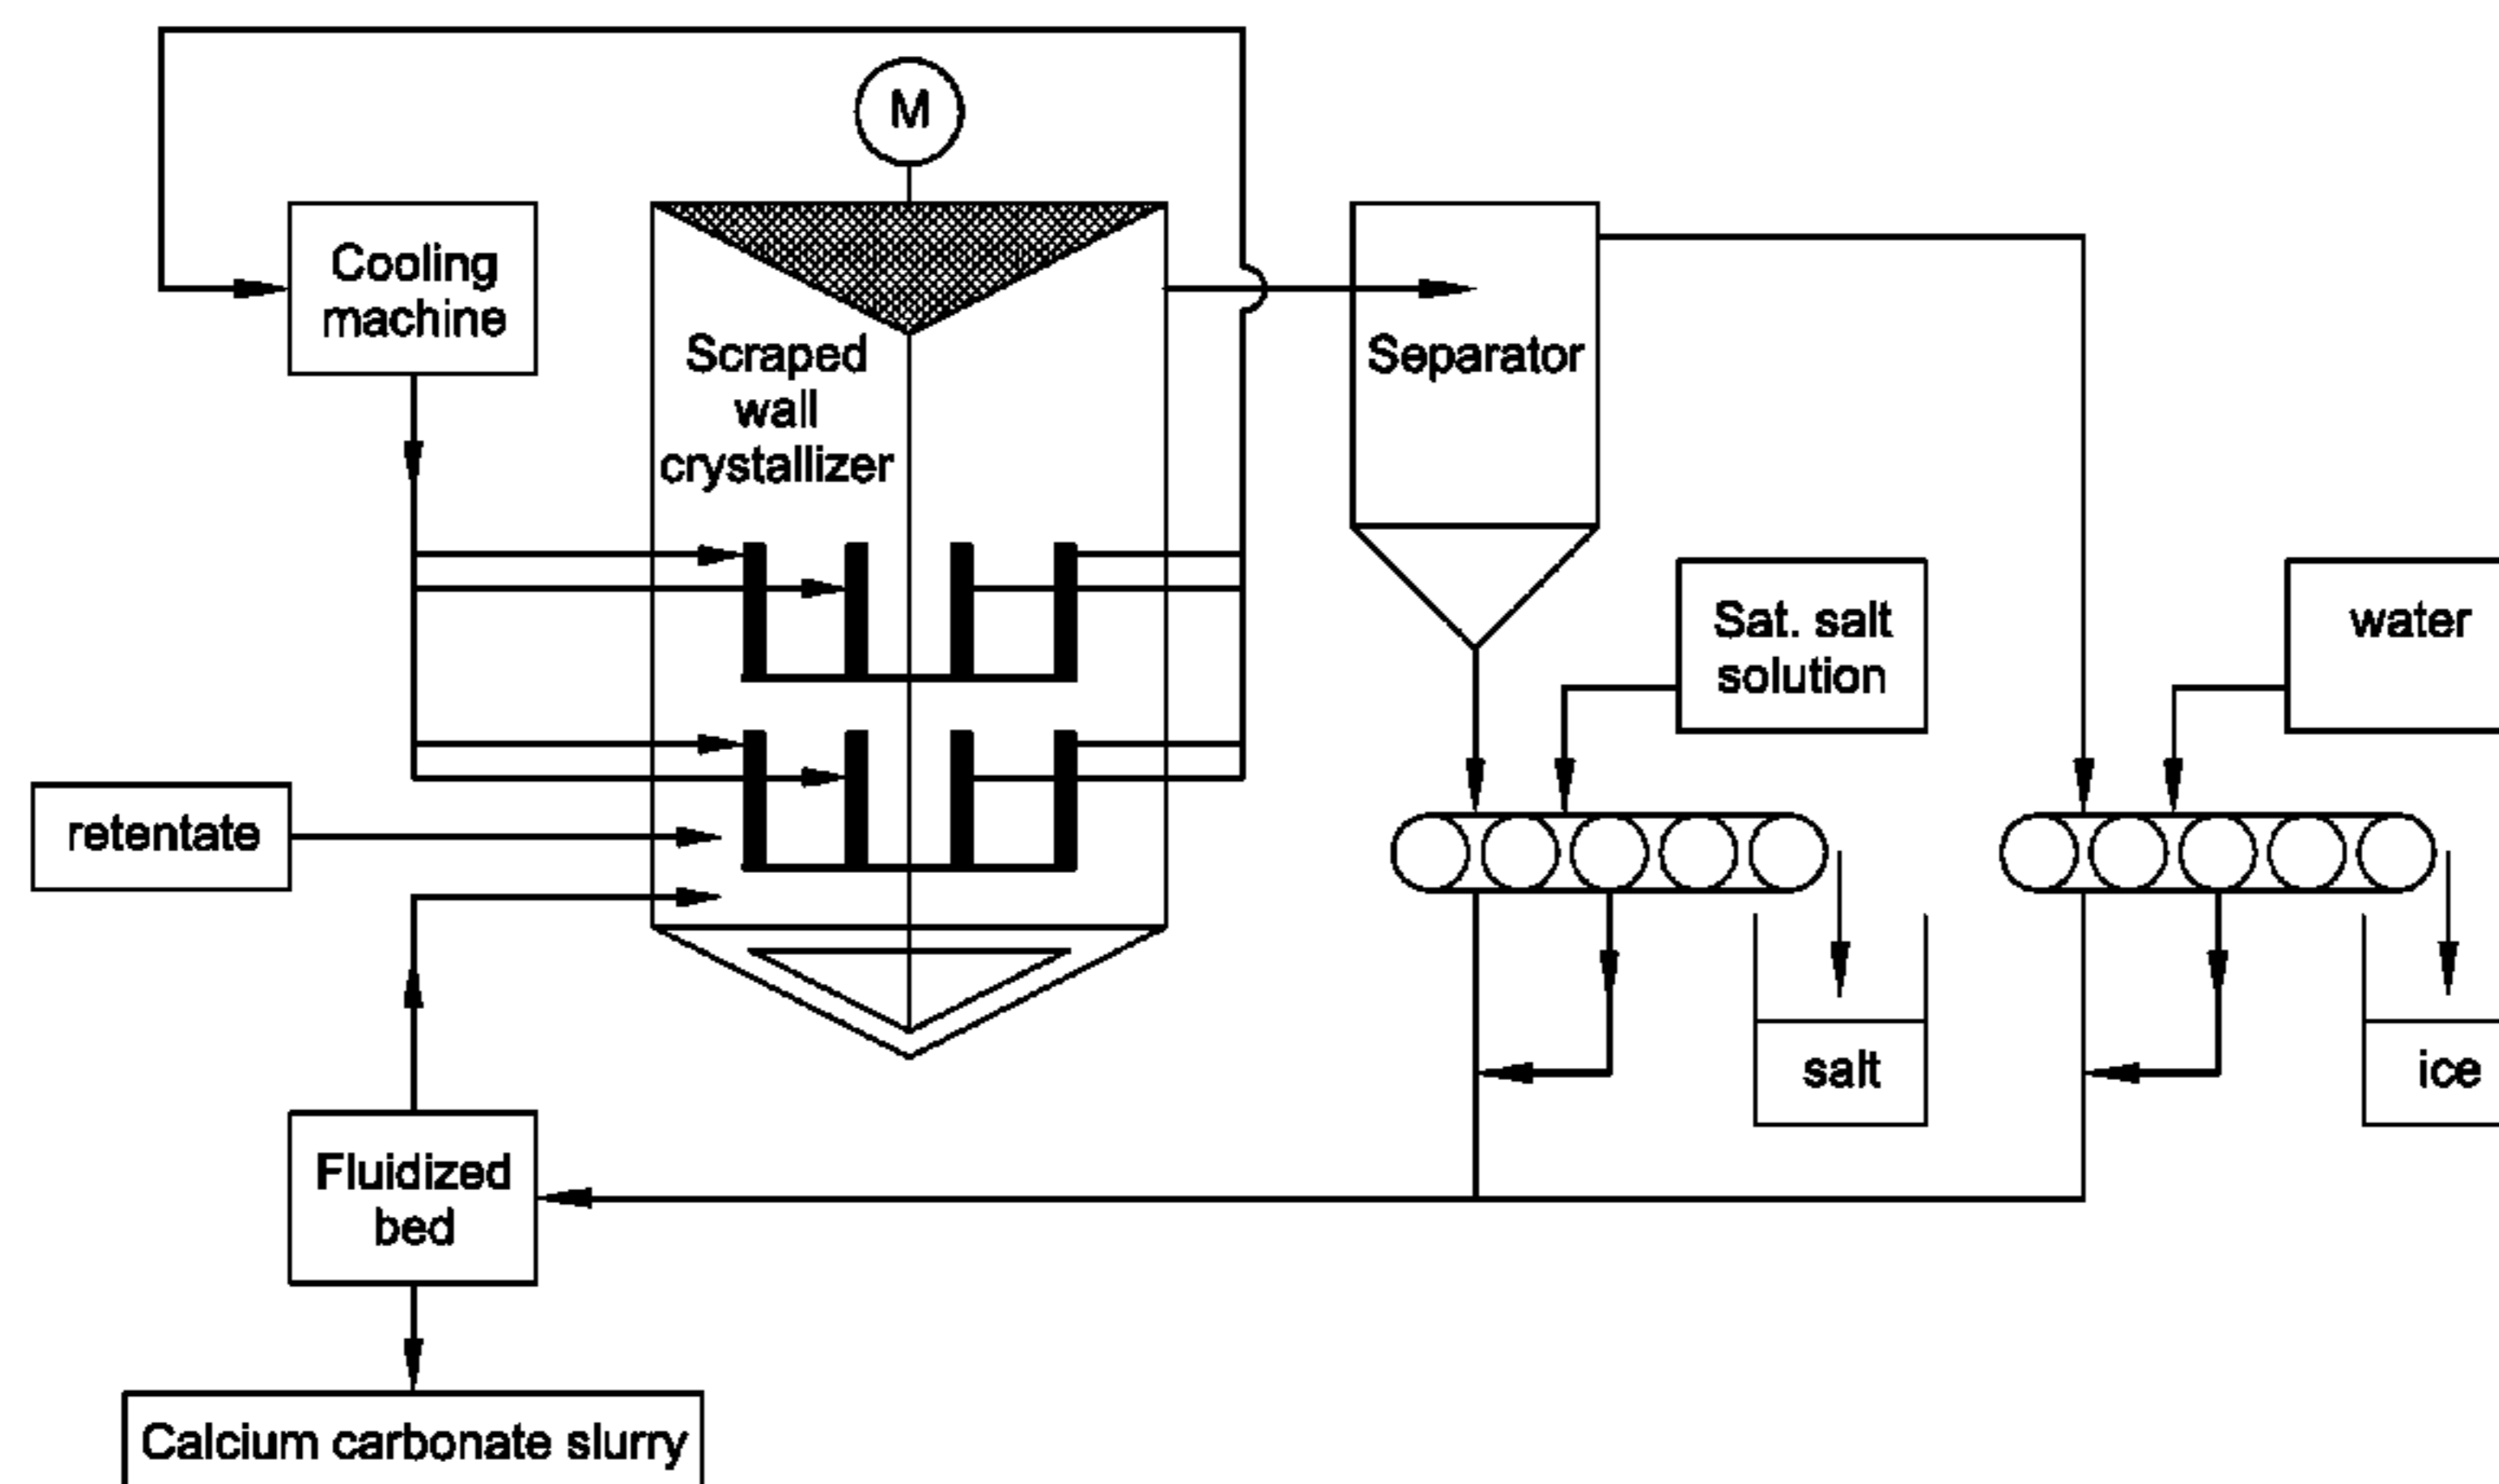 M
Cooling
machine
Scraped
wall
crystallizer
Separator
Sat. salt
solution
water
retentate
salt
ice
Fluidized
bed
Calcium carbonate slurry